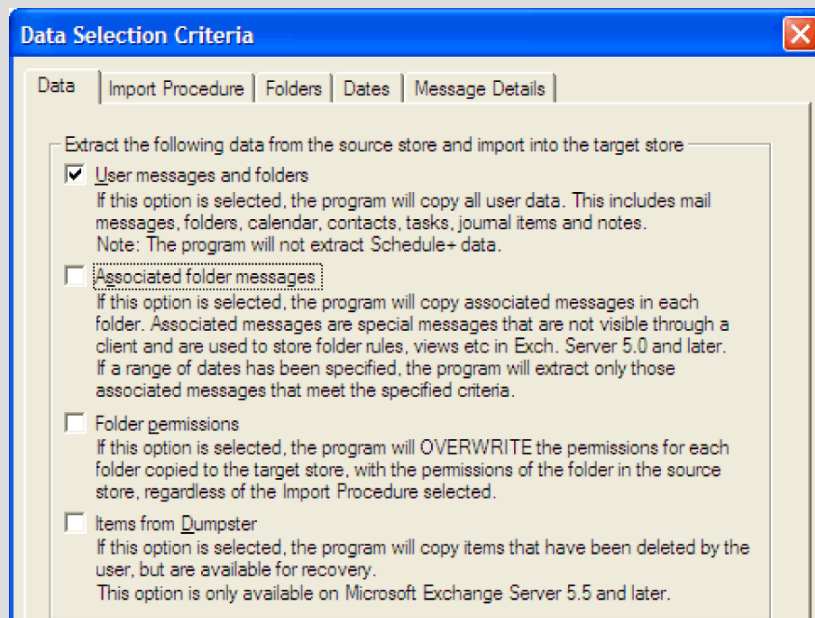 Data Selection Criteria
Data
Import Procedure
Folders
Dates
Message Details
Extract the following data from the source store and import into the target store
User messages and folders
If this option is selected, the program will copy all user data. This includes mail
messages, folders, calendar, contacts, tasks, journal items and notes.
Note: The program will not extract Schedule+ data.
Associated folder messages
If this option is selected, the program will copy associated messages in each
folder. Associated messages are special messages that are not visible through a
client and are used to store folder rules, views etc in Exch. Server 5.0 and later.
If a range of dates has been specified, the program will extract only those
associated messages that meet the specified criteria.
Folder permissions
If this option is selected, the program will OVERWRITE the permissions for each
folder copied to the target store, with the permissions of the folder in the source
store, regardless of the Import Procedure selected.
Items from Dumpster
If this option is selected, the program will copy items that have been deleted by the
user, but are available for recovery.
This option is only available on Microsoft Exchange Server 5.5 and later.